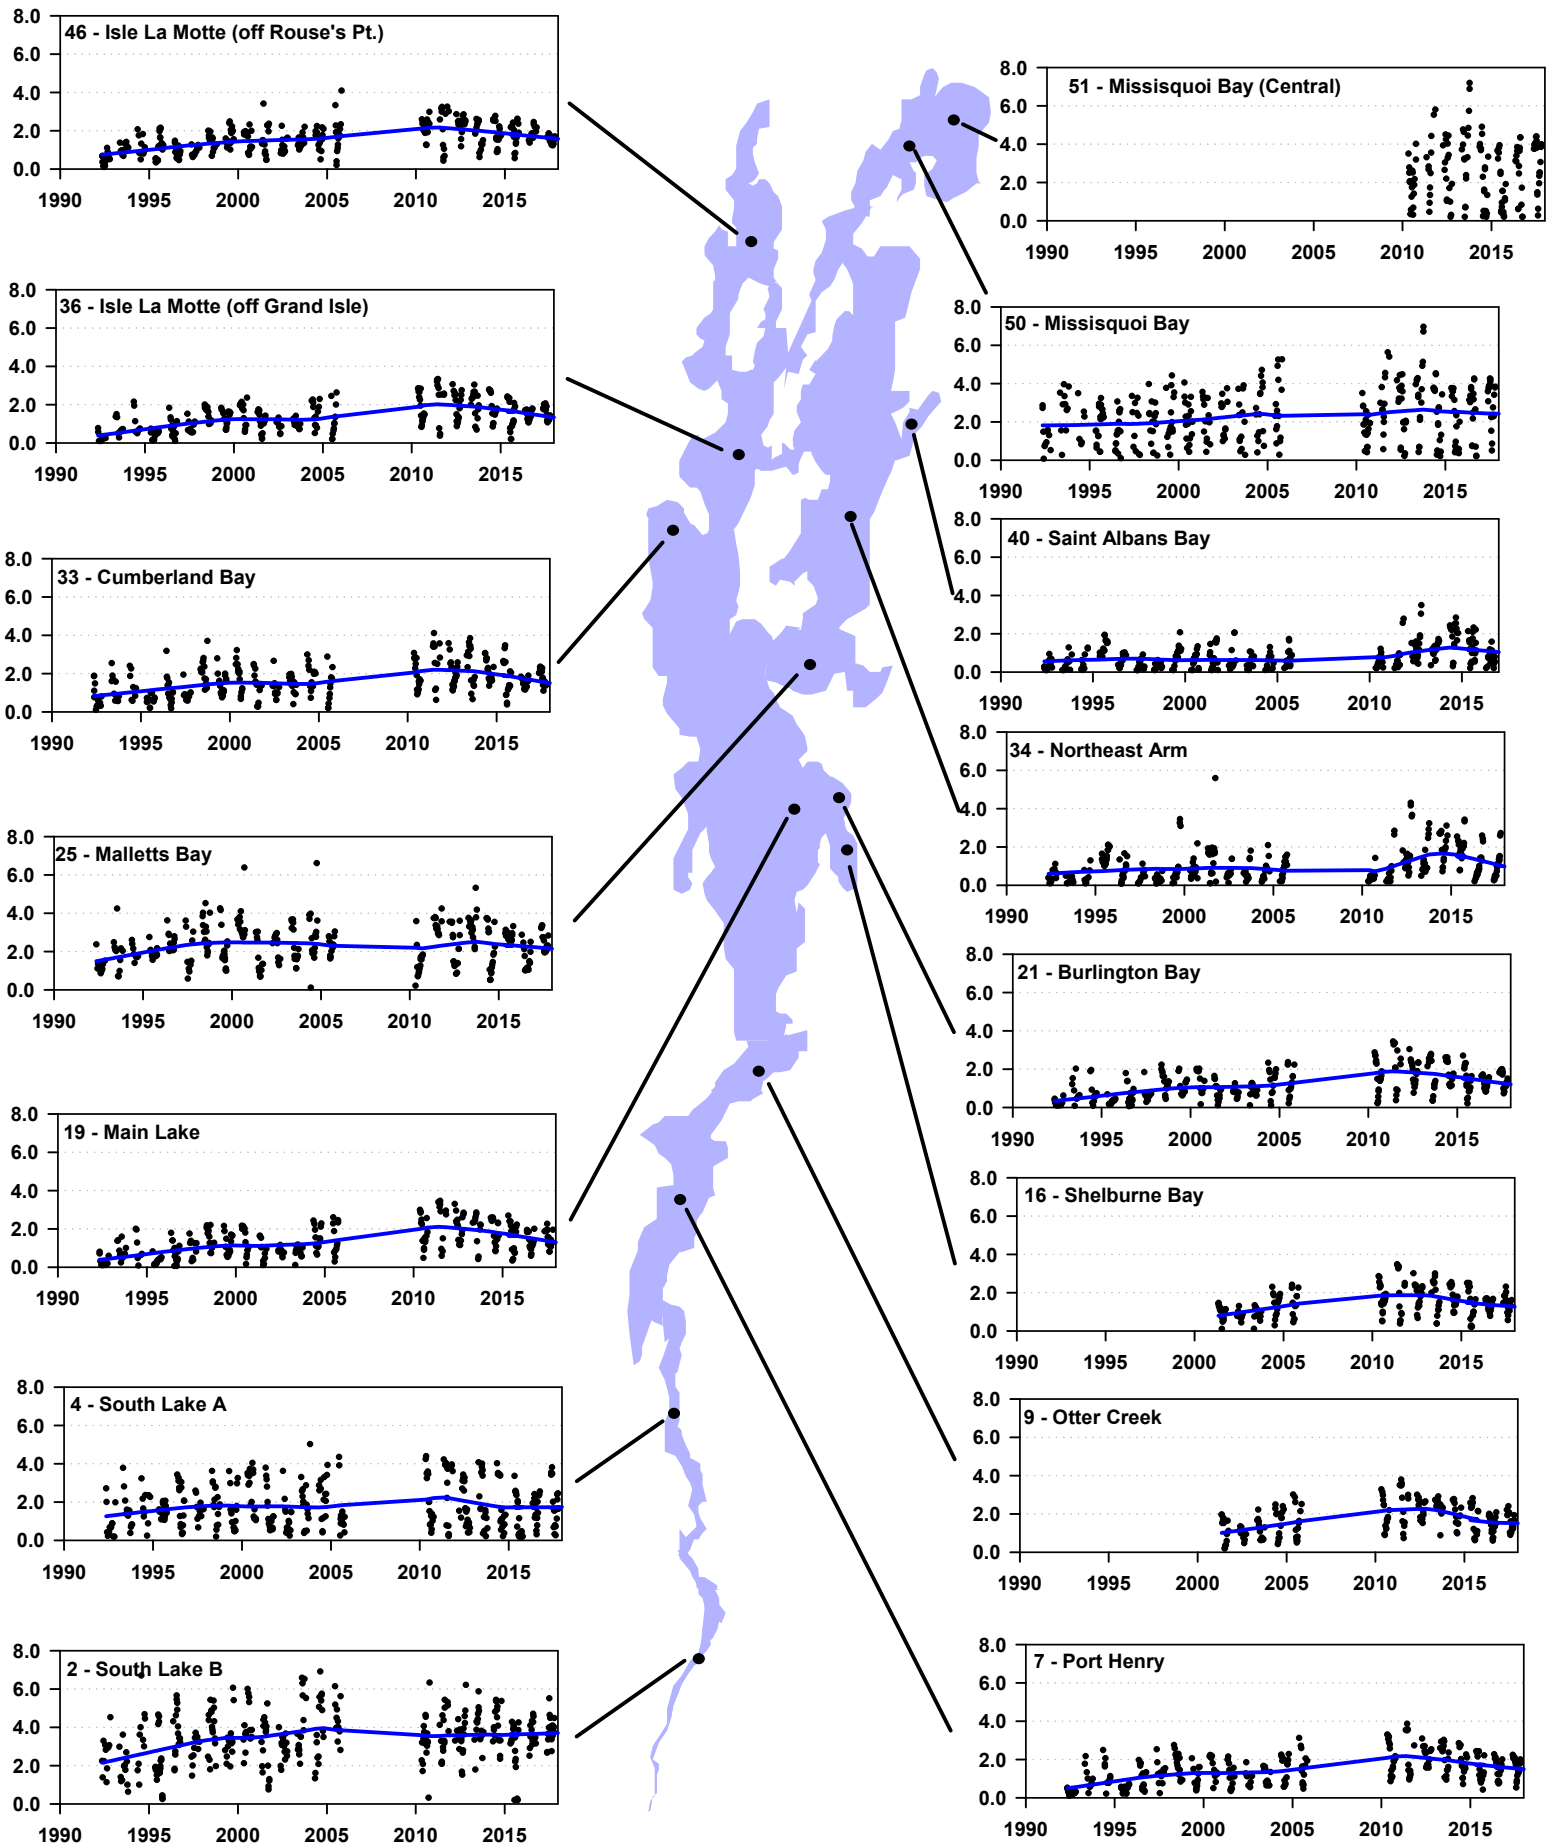 46 - Isle La Motte (off Rouse's Pt.)
8.0
6.0
4.0
2.0
0.0
1990 1995 2000 2005 2010 2015
36 - Isle La Motte (off Grand Isle)
8.0
6.0
4.0
2.0
0.0
1990 1995 2000 2005 2010 2015
33 - Cumberland Bay
8.0
6.0
4.0
2.0
0.0
1990 1995 2000 2005 2010 2015
25 - Malletts Bay
8.0
6.0
4.0
2.0
0.0
1990 1995 2000 2005 2010 2015
19 - Main Lake
8.0
6.0
4.0
2.0
0.0
1990 1995 2000 2005 2010 2015
4 - South Lake A
8.0
6.0
4.0
2.0
0.0
1990 1995 2000 2005 2010 2015
2 - South Lake B
8.0
6.0
4.0
2.0
0.0
1990 1995 2000 2005 2010 2015
51 - Missisquoi Bay (Central)
8.0
6.0
4.0
2.0
0.0
1990 1995 2000 2005 2010 2015
50 - Missisquoi Bay
8.0
6.0
4.0
2.0
0.0
1990 1995 2000 2005 2010 2015
40 - Saint Albans Bay
8.0
6.0
4.0
2.0
0.0
1990 1995 2000 2005 2010 2015
34 - Northeast Arm
8.0
6.0
4.0
2.0
0.0
1990 1995 2000 2005 2010 2015
21 - Burlington Bay
8.0
6.0
4.0
2.0
0.0
1990 1995 2000 2005 2010 2015
16 - Shelburne Bay
8.0
6.0
4.0
2.0
0.0
1990 1995 2000 2005 2010 2015
9 - Otter Creek
8.0
6.0
4.0
2.0
0.0
1990 1995 2000 2005 2010 2015
7 - Port Henry
8.0
6.0
4.0
2.0
0.0
1990 1995 2000 2005 2010 2015